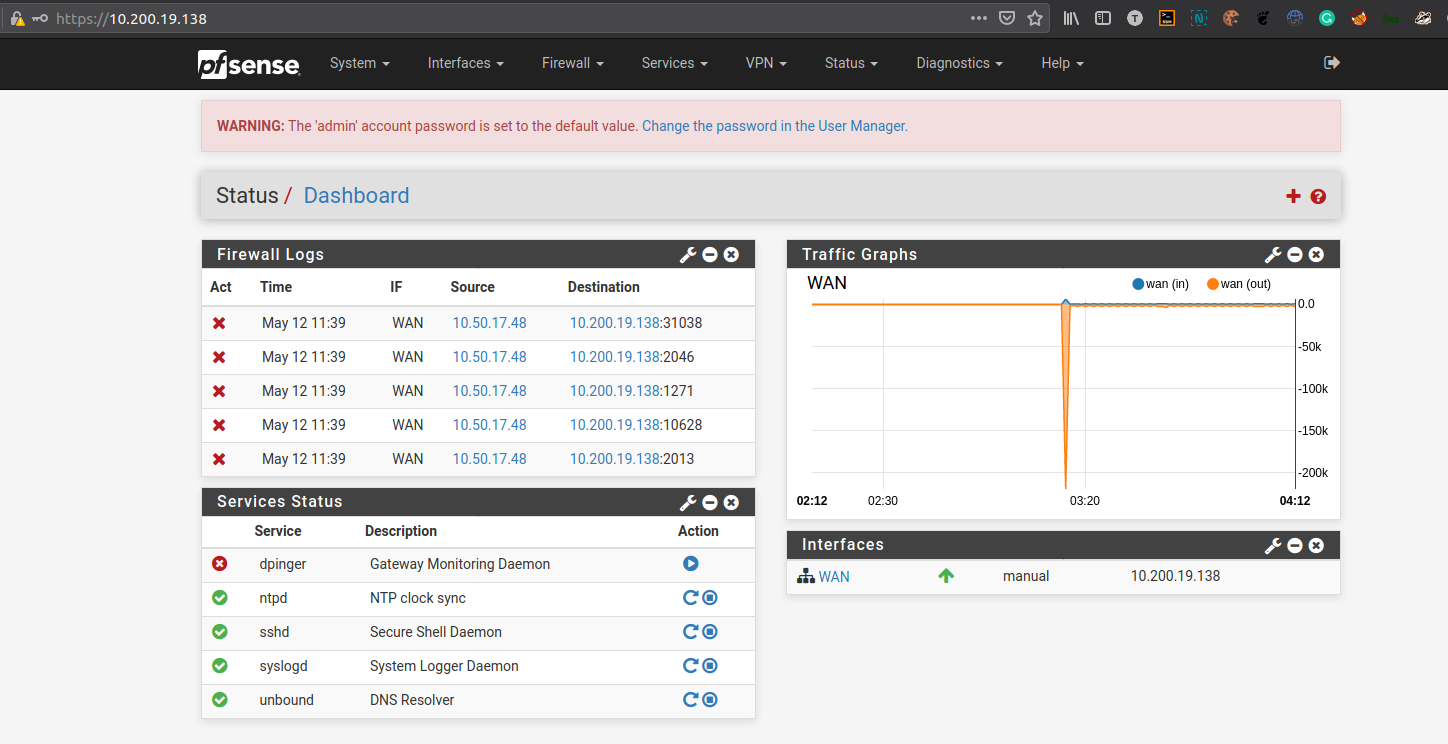 https://10.200.19.138
pfsense
System Interfaces Firewall Services VPN Status Diagnostics Help
WARNING: The 'admin' account password is set to the default value. Change the password in the User Manager.
Status / Dashboard
Firewall Logs
Act Time IF Source Destination
May 12 11:39 WAN 10.50.17.48 10.200.19.138:31038
May 12 11:39 WAN 10.50.17.48 10.200.19.138:2046
May 12 11:39 WAN 10.50.17.48 10.200.19.138:1271
May 12 11:39 WAN 10.50.17.48 10.200.19.138:10628
May 12 11:39 WAN 10.50.17.48 10.200.19.138:2013
Services Status
Service Description Action
dpinger Gateway Monitoring Daemon
ntpd NTP clock sync
sshd Secure Shell Daemon
syslogd System Logger Daemon
unbound DNS Resolver
Traffic Graphs
WAN wan (in) wan (out)
0.0
-50k
-100k
-150k
-200k
02:12 02:30 03:20 04:12
Interfaces
WAN manual 10.200.19.138